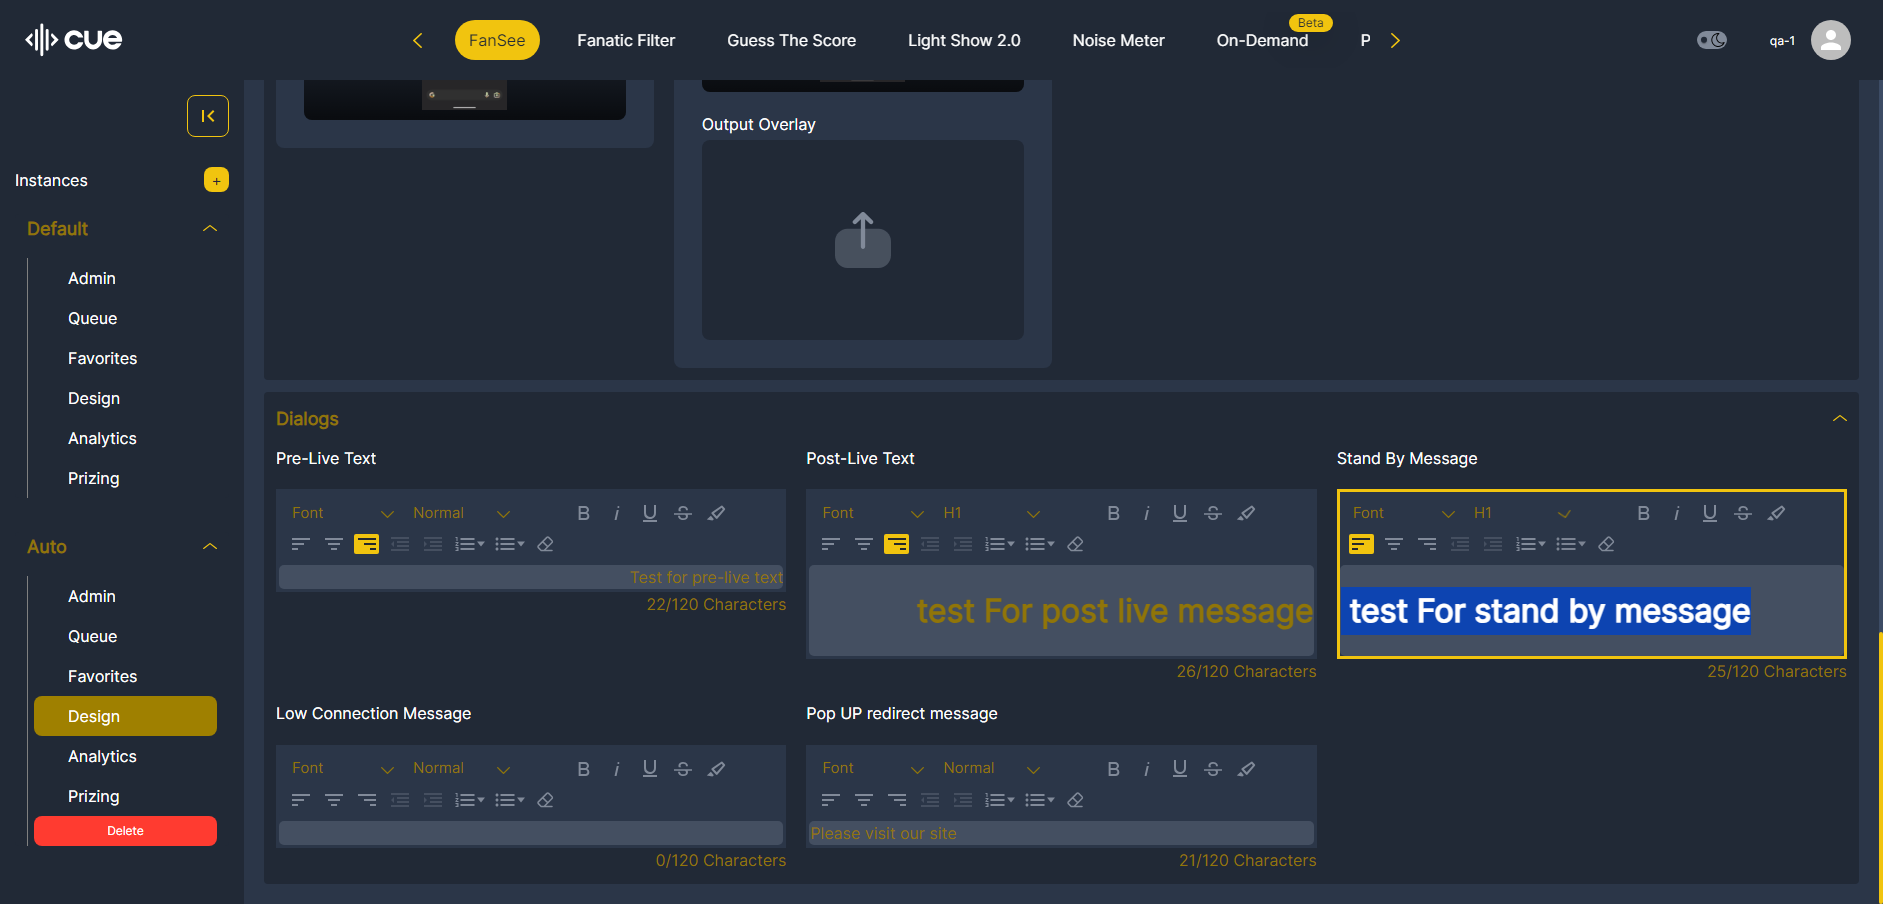 cue
FanSee
Fanatic Filter
Guess The Score
Light Show 2.0
Noise Meter
On-Demand
Beta
P
qa-1
Instances
+
Default
Admin
Queue
Favorites
Design
Analytics
Prizing
Auto
Admin
Queue
Favorites
Design
Analytics
Prizing
Delete
Output Overlay
Dialogs
Pre-Live Text
Font Normal B i U S
Test for pre-live text
22/120 Characters
Post-Live Text
Font H1 B i U S
test For post live message
26/120 Characters
Stand By Message
Font H1 B i U S
test For stand by message
25/120 Characters
Low Connection Message
Font Normal B i U S
0/120 Characters
Pop UP redirect message
Font Normal B i U S
Please visit our site
21/120 Characters